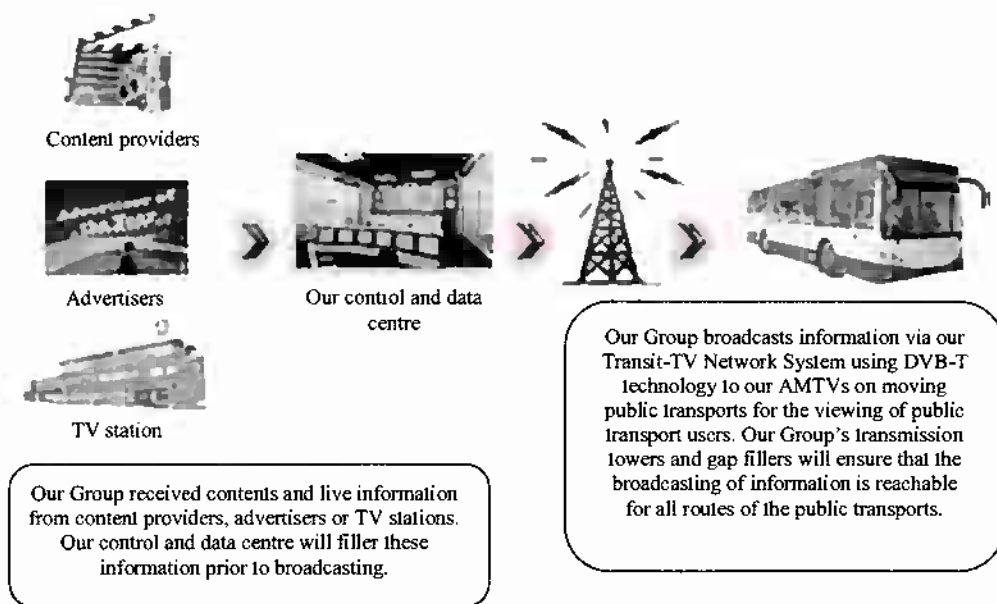 Content providers
Advertisers
TV station
Our control and data
centre
Our Group received contents and live information
from content providers, advertisers or TV stations.
Our control and data centre will filler these
information prior to broadcasting.
Our Group broadcasts information via our
Transit-TV Network System using DVB-T
technology to our AMTVs on moving
public transports for the viewing of public
transport users. Our Group's transmission
towers and gap fillers will ensure that the
broadcasting of information is reachable
for all routes of the public transports.